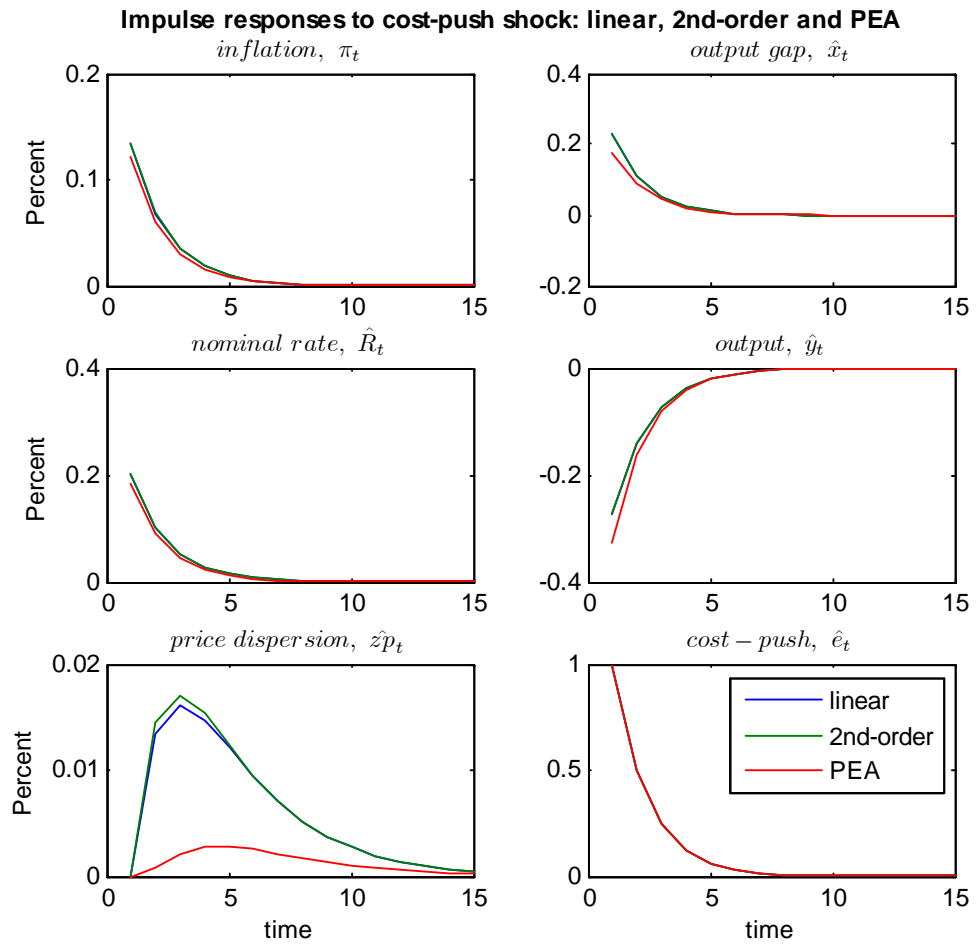 Impulse responses to cost-push shock: linear, 2nd-order and PEA
inflation, π_t
output gap, x̂_t
Percent
0.2
0.1
0
0 5 10 15
0.4
0.2
0
-0.2
0 5 10 15
nominal rate, R̂_t
output, ŷ_t
Percent
0.4
0.2
0
0 5 10 15
0
-0.2
-0.4
0 5 10 15
price dispersion, ẑp_t
cost−push, ê_t
Percent
0.02
0.01
0
0 5 10 15
time
1
0.5
0
linear
2nd-order
PEA
0 5 10 15
time